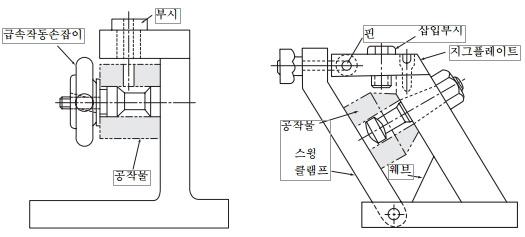 부시
급속작동손잡이
공작물
핀
삽입부시
지그플레이트
공작물
스윙
클램프
웨브